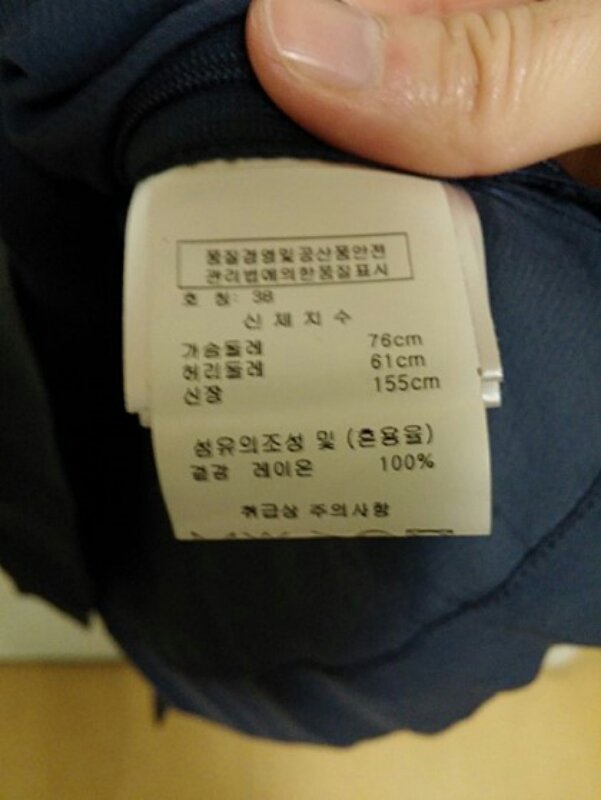 품질경영및공산품안전
관리법에의한품질표시
호 칭: 38
신 체 치 수
가슴둘레 76cm
허리둘레 61cm
신장 155cm
섬유의조성 및 (혼용율)
겉감 레이온 100%
취급상 주의사항